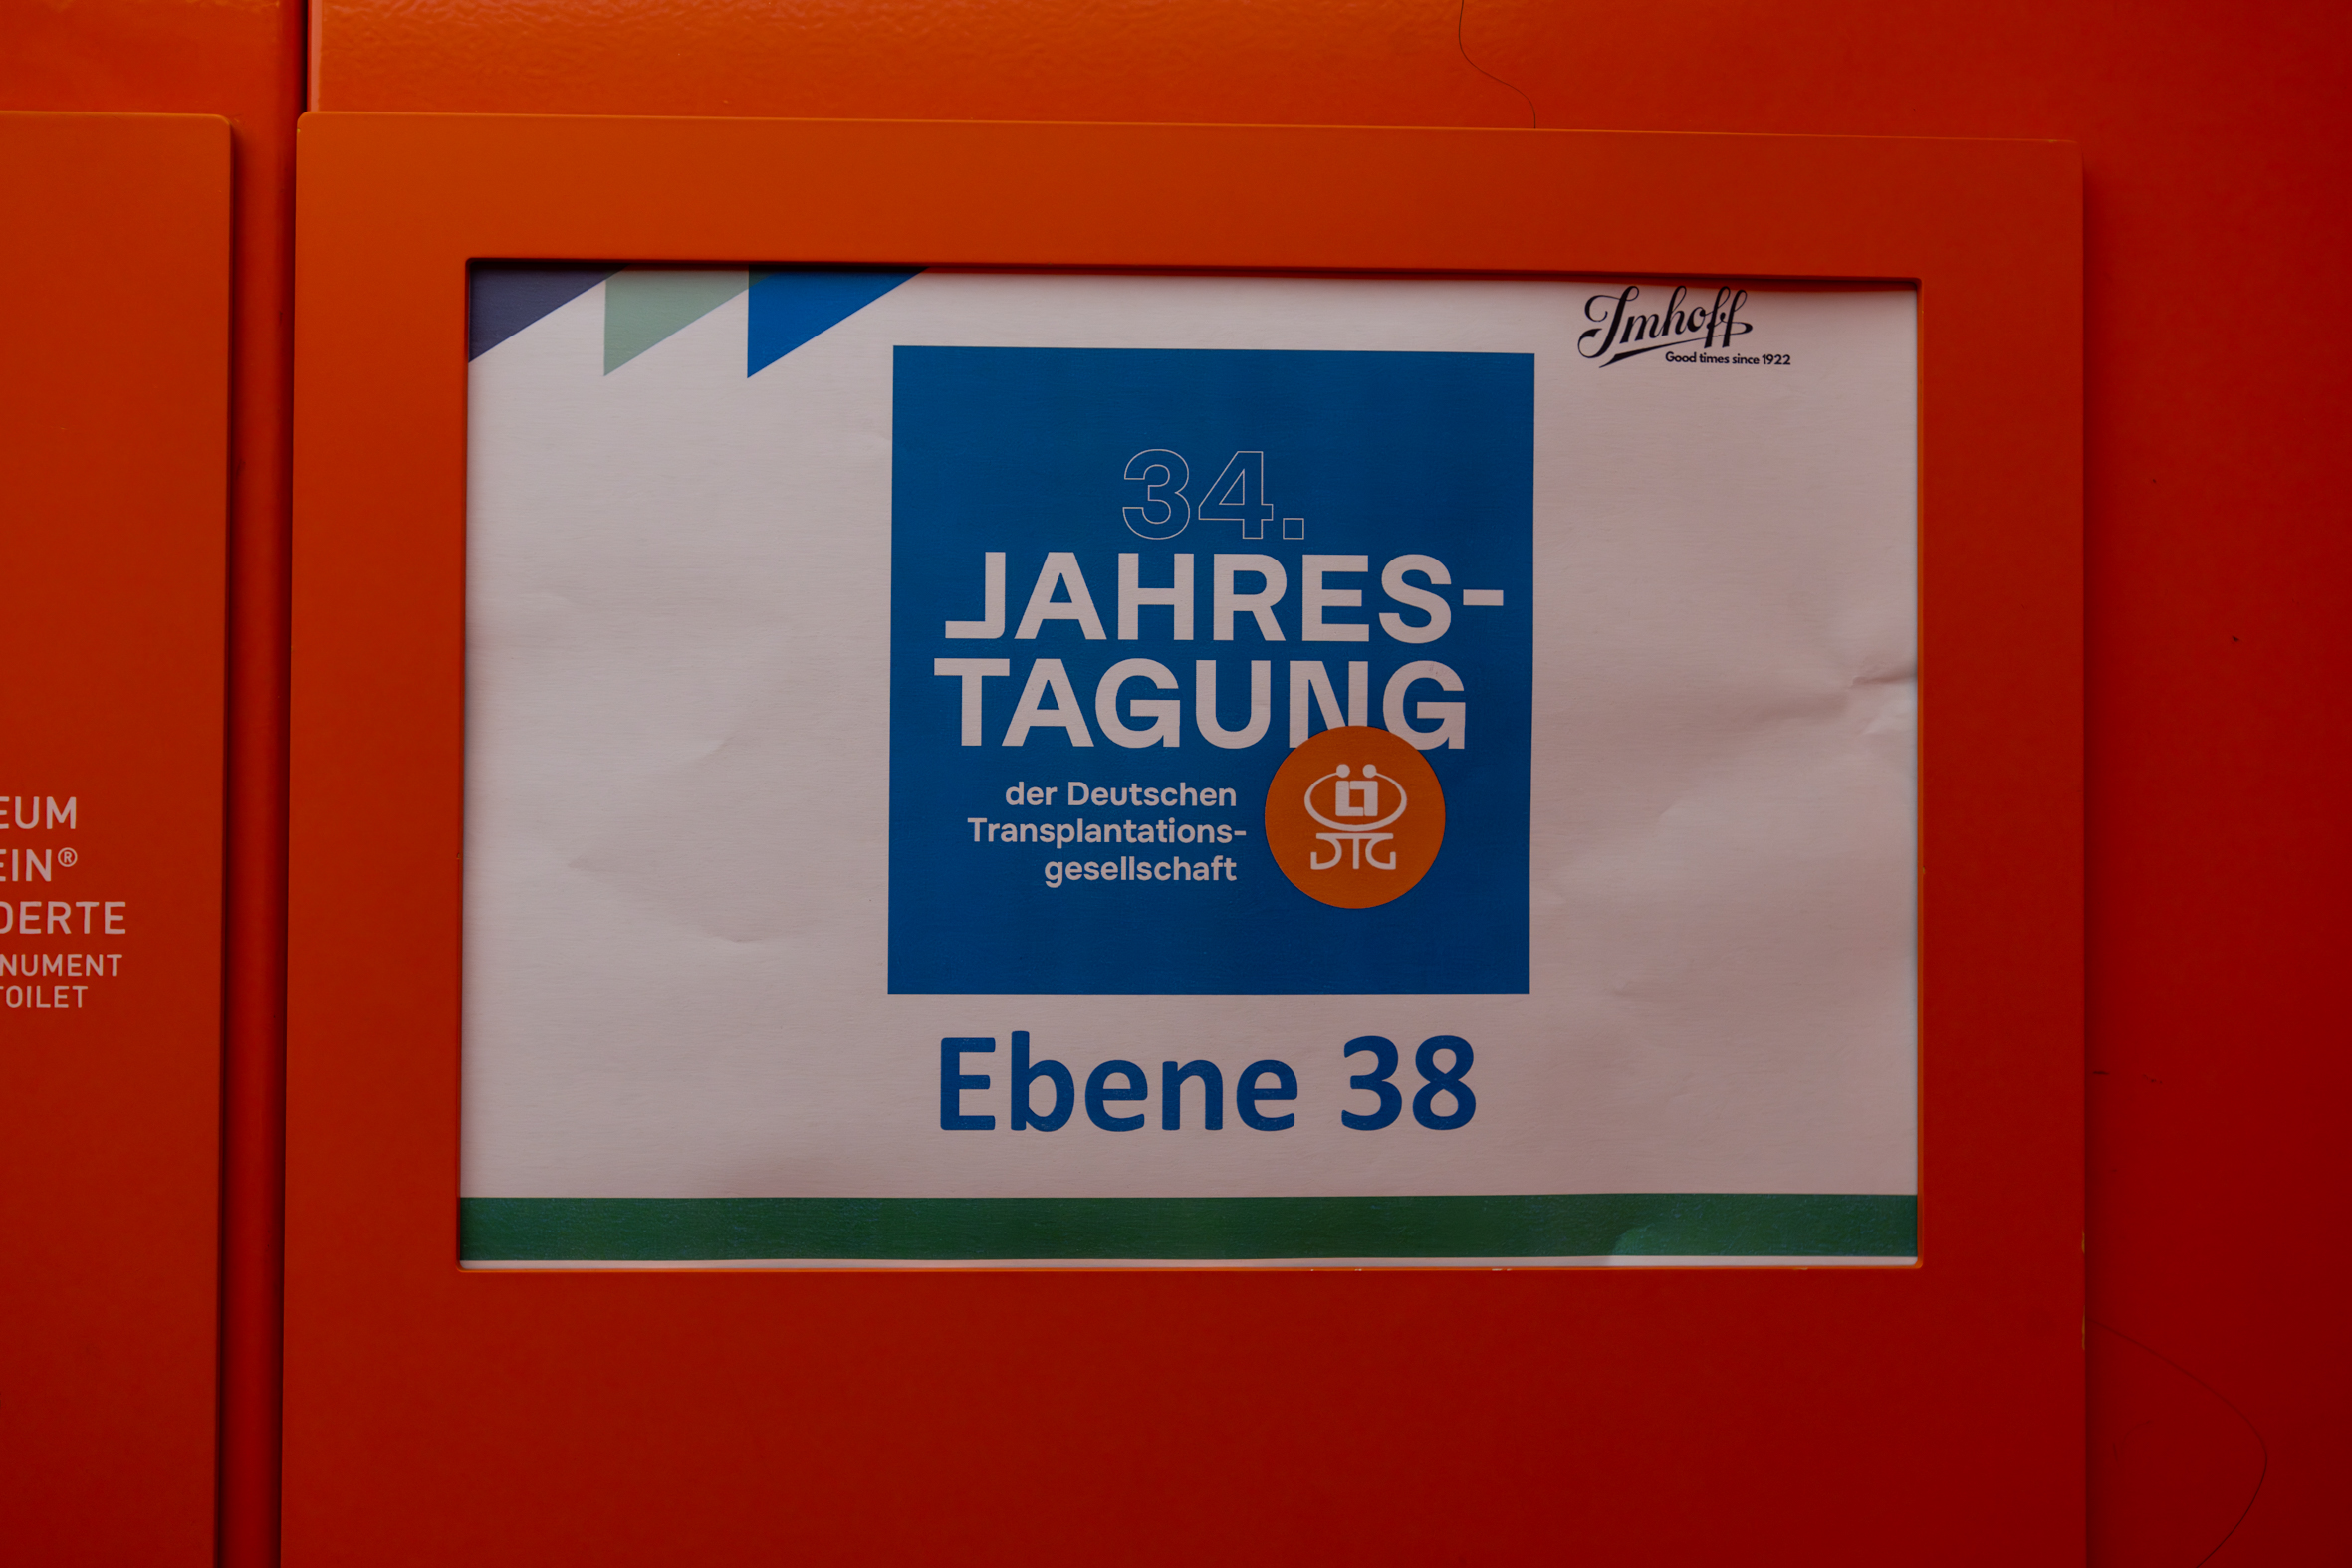 Imhoff
Good times since 1922
34.
JAHRES-
TAGUNG
der Deutschen
Transplantations-
gesellschaft
DTG
Ebene 38
EUM
EIN®
DERTE
NUMENT
TOILET